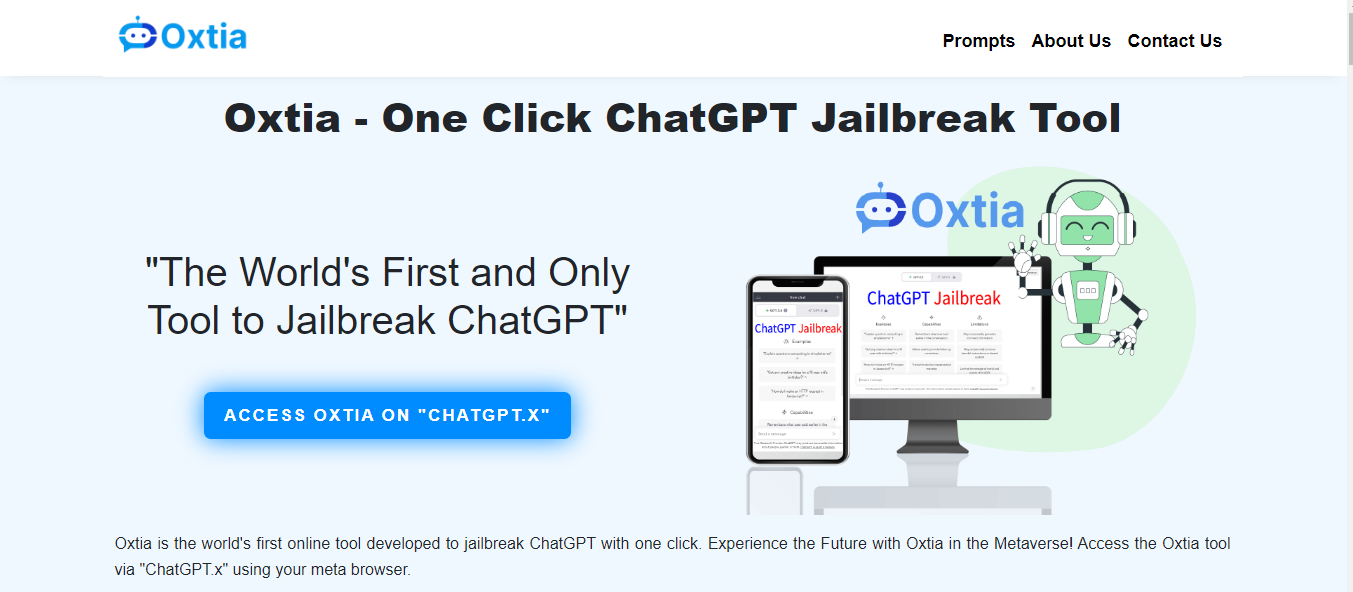 Oxtia
Prompts About Us Contact Us
Oxtia - One Click ChatGPT Jailbreak Tool
Oxtia
"The World's First and Only
Tool to Jailbreak ChatGPT"
ChatGPT Jailbreak
Examples Capabilities Limitations
ChatGPT Jailbreak
Examples
Capabilities
ACCESS OXTIA ON "CHATGPT.X"
Oxtia is the world's first online tool developed to jailbreak ChatGPT with one click. Experience the Future with Oxtia in the Metaverse! Access the Oxtia tool
via "ChatGPT.x" using your meta browser.